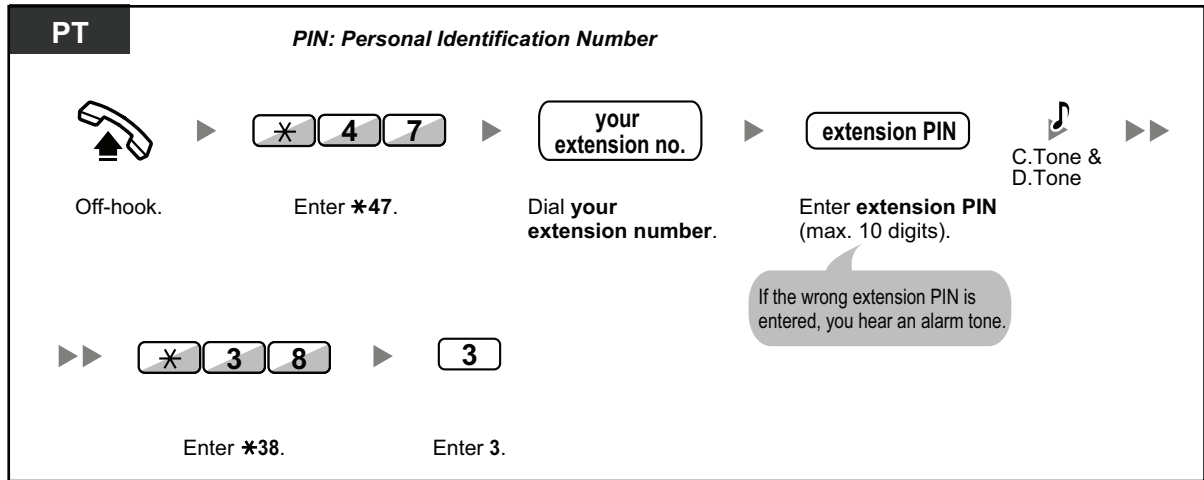 PT
PIN: Personal Identification Number
* 4 7
your
extension no.
extension PIN
C.Tone &
D.Tone
Off-hook.
Enter *47.
Dial your
extension number.
Enter extension PIN
(max. 10 digits).
If the wrong extension PIN is
entered, you hear an alarm tone.
* 3 8
3
Enter *38.
Enter 3.